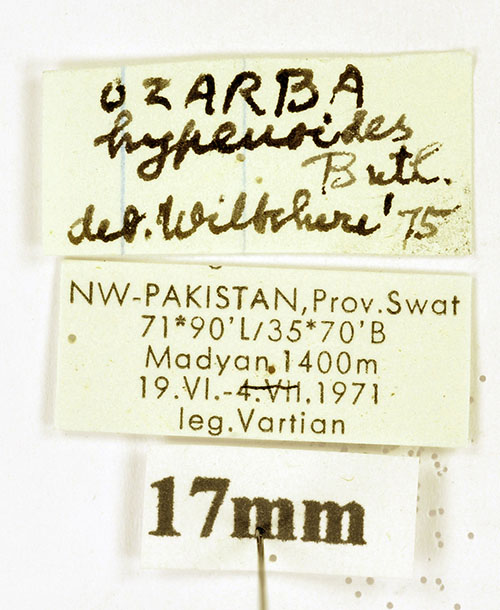 OZARBA
hypenoides
Butl.
det. Wiltshire '75
NW-PAKISTAN, Prov.Swat
71*90'L/35*70'B
Madyan, 1400m
19.VI.-4.VII.1971
leg. Vartian
17mm